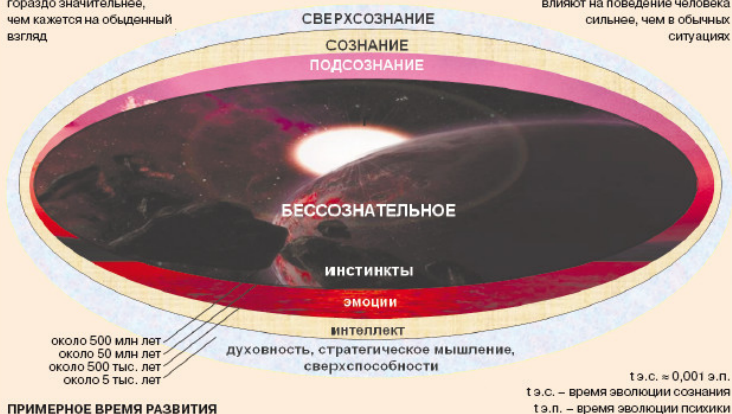 гораздо значительнее,
чем кажется на обыденный
взгляд
влияют на поведение человека
сильнее, чем в обычных
ситуациях
СВЕРХСОЗНАНИЕ
СОЗНАНИЕ
ПОДСОЗНАНИЕ
БЕССОЗНАТЕЛЬНОЕ
ИНСТИНКТЫ
ЭМОЦИИ
интеллект
духовность, стратегическое мышление,
сверхспособности
около 500 млн лет
около 50 млн лет
около 500 тыс. лет
около 5 тыс. лет
ПРИМЕРНОЕ ВРЕМЯ РАЗВИТИЯ
t э.с. ≈ 0,001 э.п.
t э.с. – время эволюции сознания
t э.п. – время эволюции психики